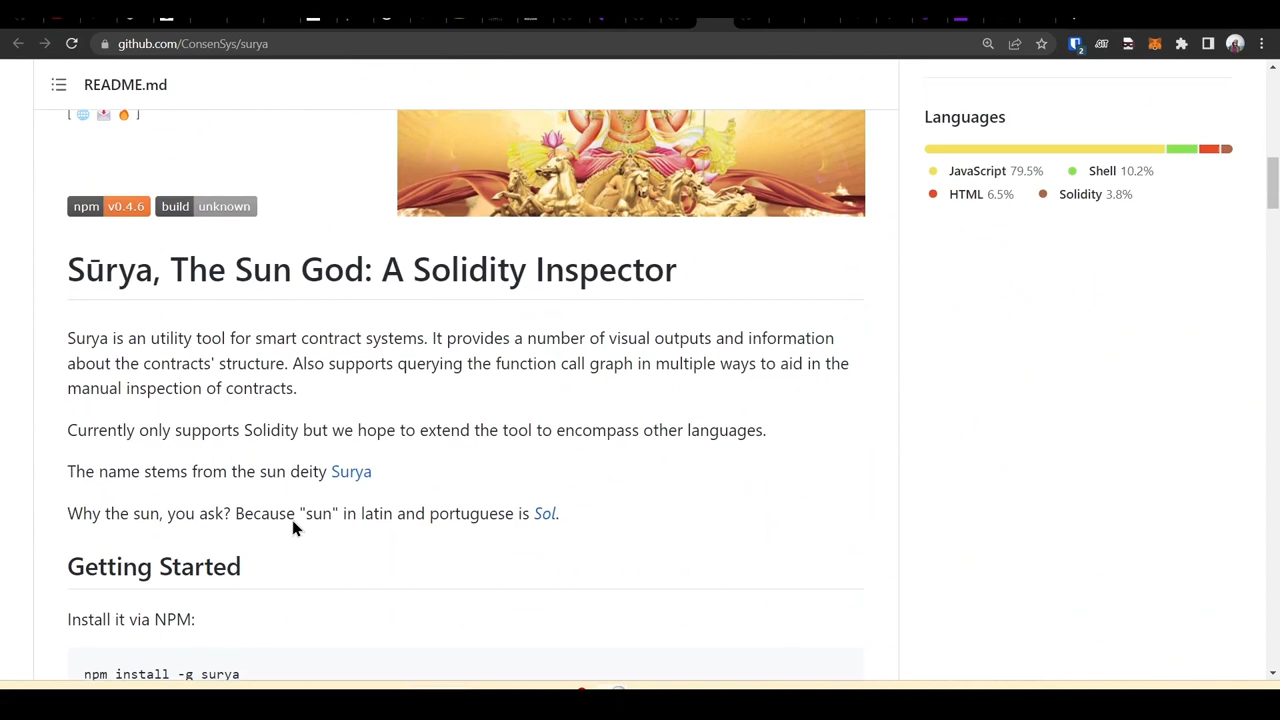 github.com/ConsenSys/surya
2
README.md
[ ]
npm v0.4.6 build unknown
Sūrya, The Sun God: A Solidity Inspector
Surya is an utility tool for smart contract systems. It provides a number of visual outputs and information
about the contracts' structure. Also supports querying the function call graph in multiple ways to aid in the
manual inspection of contracts.
Currently only supports Solidity but we hope to extend the tool to encompass other languages.
The name stems from the sun deity Surya
Why the sun, you ask? Because "sun" in latin and portuguese is Sol.
Getting Started
Install it via NPM:
npm install -g surya
Languages
JavaScript 79.5% Shell 10.2%
HTML 6.5% Solidity 3.8%